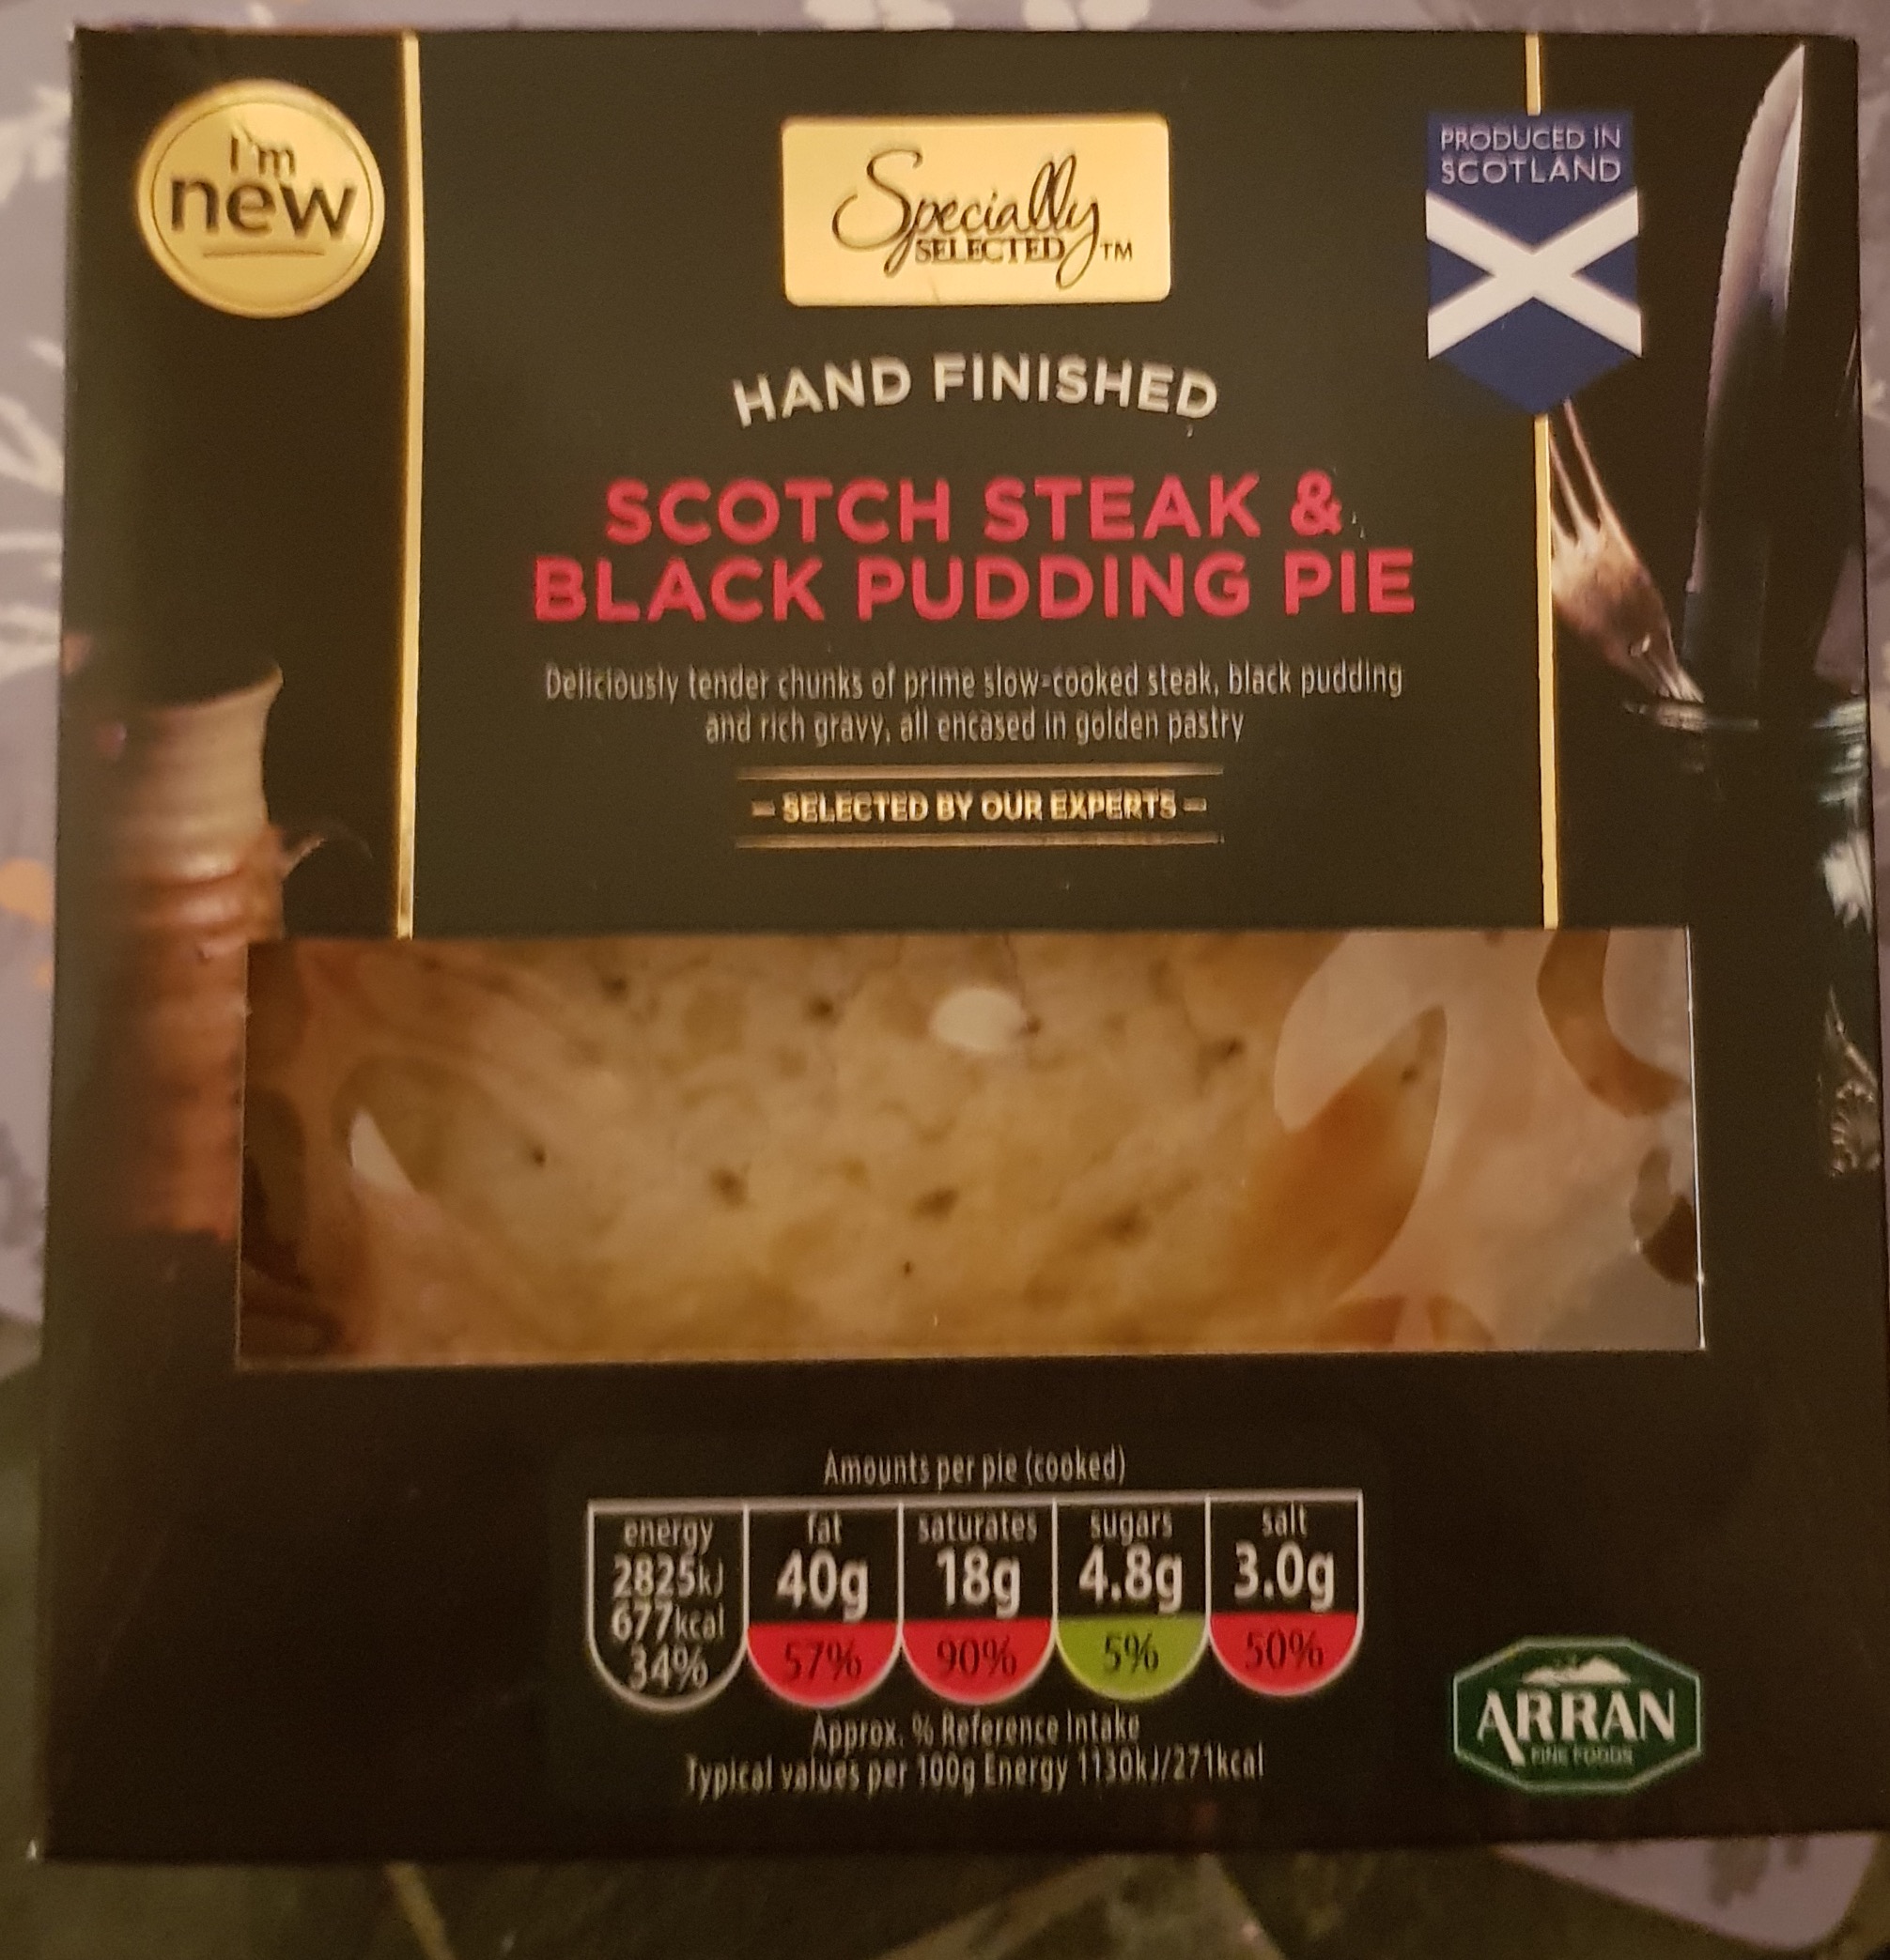 I'm
new
Specially
SELECTED TM
PRODUCED IN
SCOTLAND
HAND FINISHED
SCOTCH STEAK &
BLACK PUDDING PIE
Deliciously tender chunks of prime slow-cooked steak, black pudding
and rich gravy, all encased in golden pastry
SELECTED BY OUR EXPERTS
Amounts per pie (cooked)
energy fat saturates sugars salt
2825kJ 40g 18g 4.8g 3.0g
677kcal
34% 57% 90% 5% 50%
Approx. % Reference Intake
Typical values per 100g Energy 1130kJ/271kcal
ARRAN
FINE FOODS